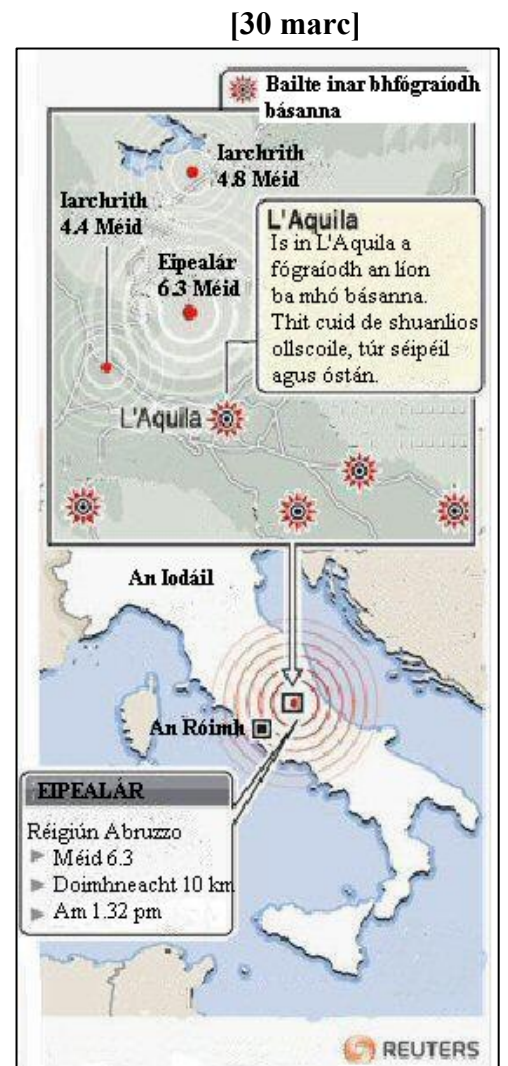 [30 marc]
Bailte inar bhfógraíodh
básanna
Iarchrith
4.8 Méid
Iarchrith
4.4 Méid
Eipealár
6.3 Méid
L'Aquila
Is in L'Aquila a
fógraíodh an líon
ba mhó básanna.
Thit cuid de shuanlios
ollscoile, túr séipéil
agus óstán.
L'Aquila
An Iodáil
An Róimh
EIPEALÁR
Réigiún Abruzzo
Méid 6.3
Doimhneacht 10 km
Am 1.32 pm
REUTERS